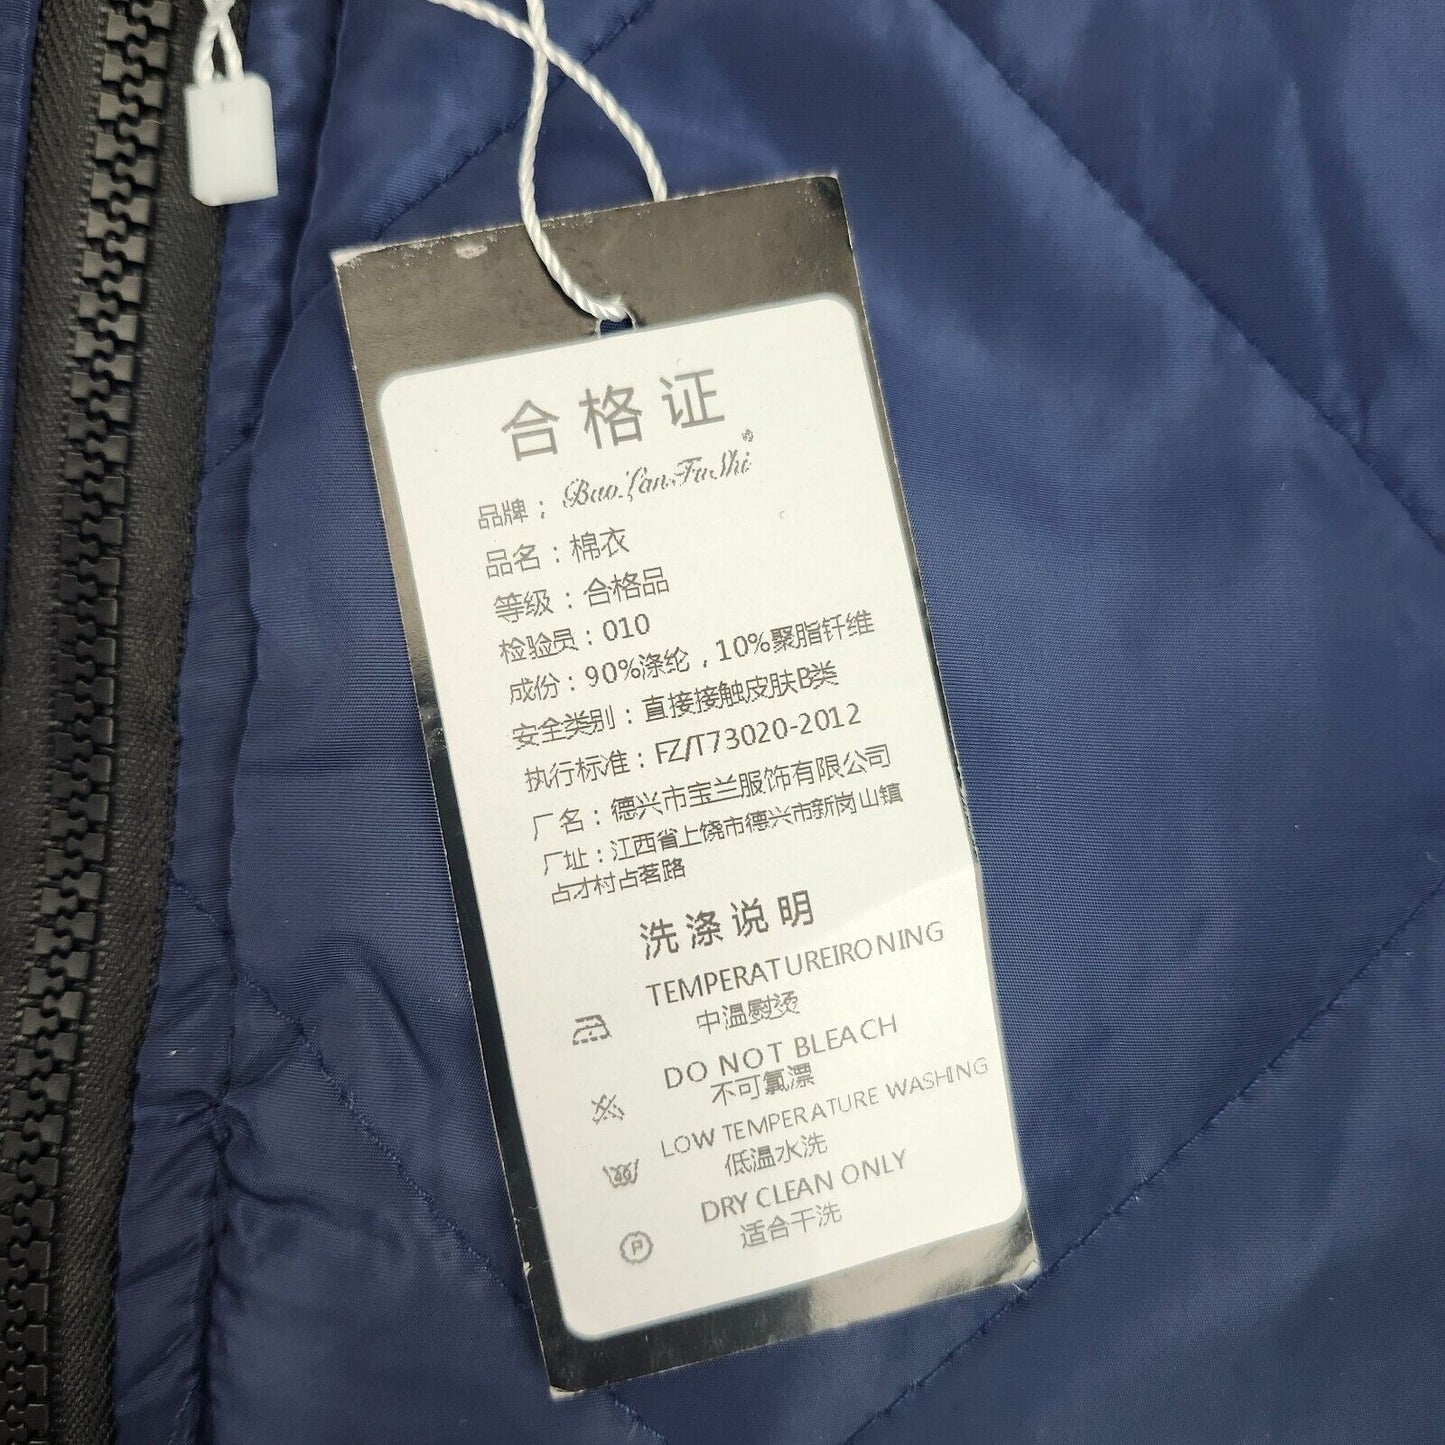 合格证
品牌：Bao Lan Fu Shi ®
品名：棉衣
等级：合格品
检验员：010
成份：90%涤纶，10%聚脂钎维
安全类别：直接接触皮肤B类
执行标准：FZ/T73020-2012
厂名：德兴市宝兰服饰有限公司
厂址：江西省上饶市德兴市新岗山镇
占才村占茗路
洗涤说明
TEMPERATUREIRONING
中温熨烫
DO NOT BLEACH
不可氯漂
LOW TEMPERATURE WASHING
低温水洗
DRY CLEAN ONLY
适合干洗
P